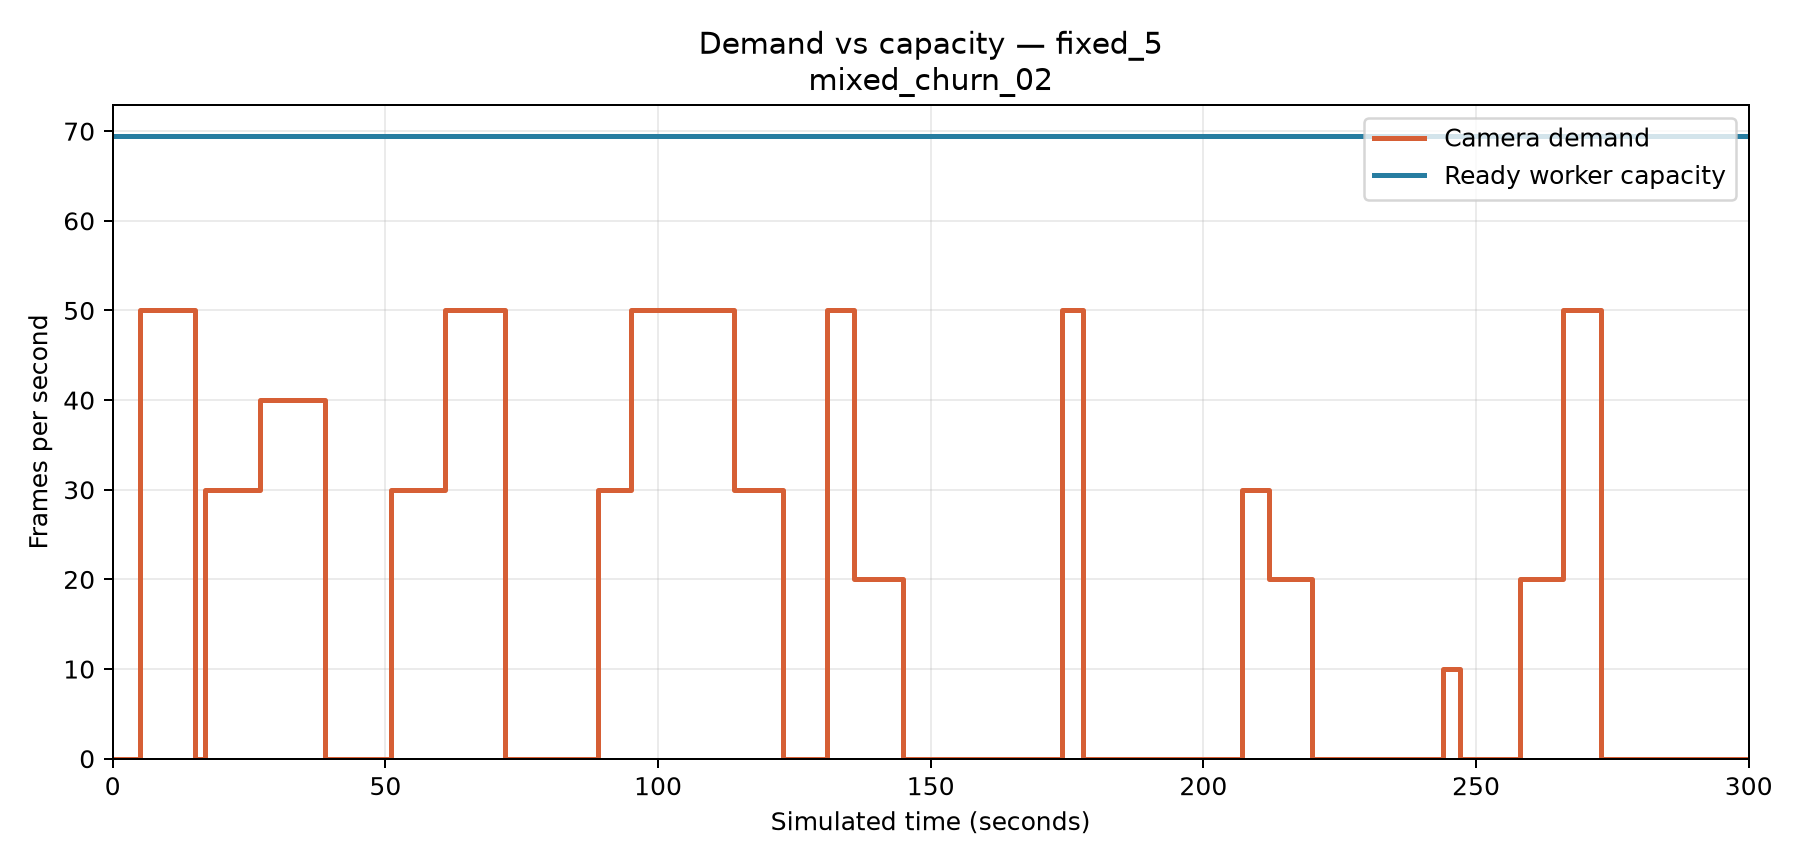 Demand vs capacity — fixed_5
mixed_churn_02
70
60
50
40
30
20
10
0
Frames per second
Camera demand
Ready worker capacity
0 50 100 150 200 250 300
Simulated time (seconds)